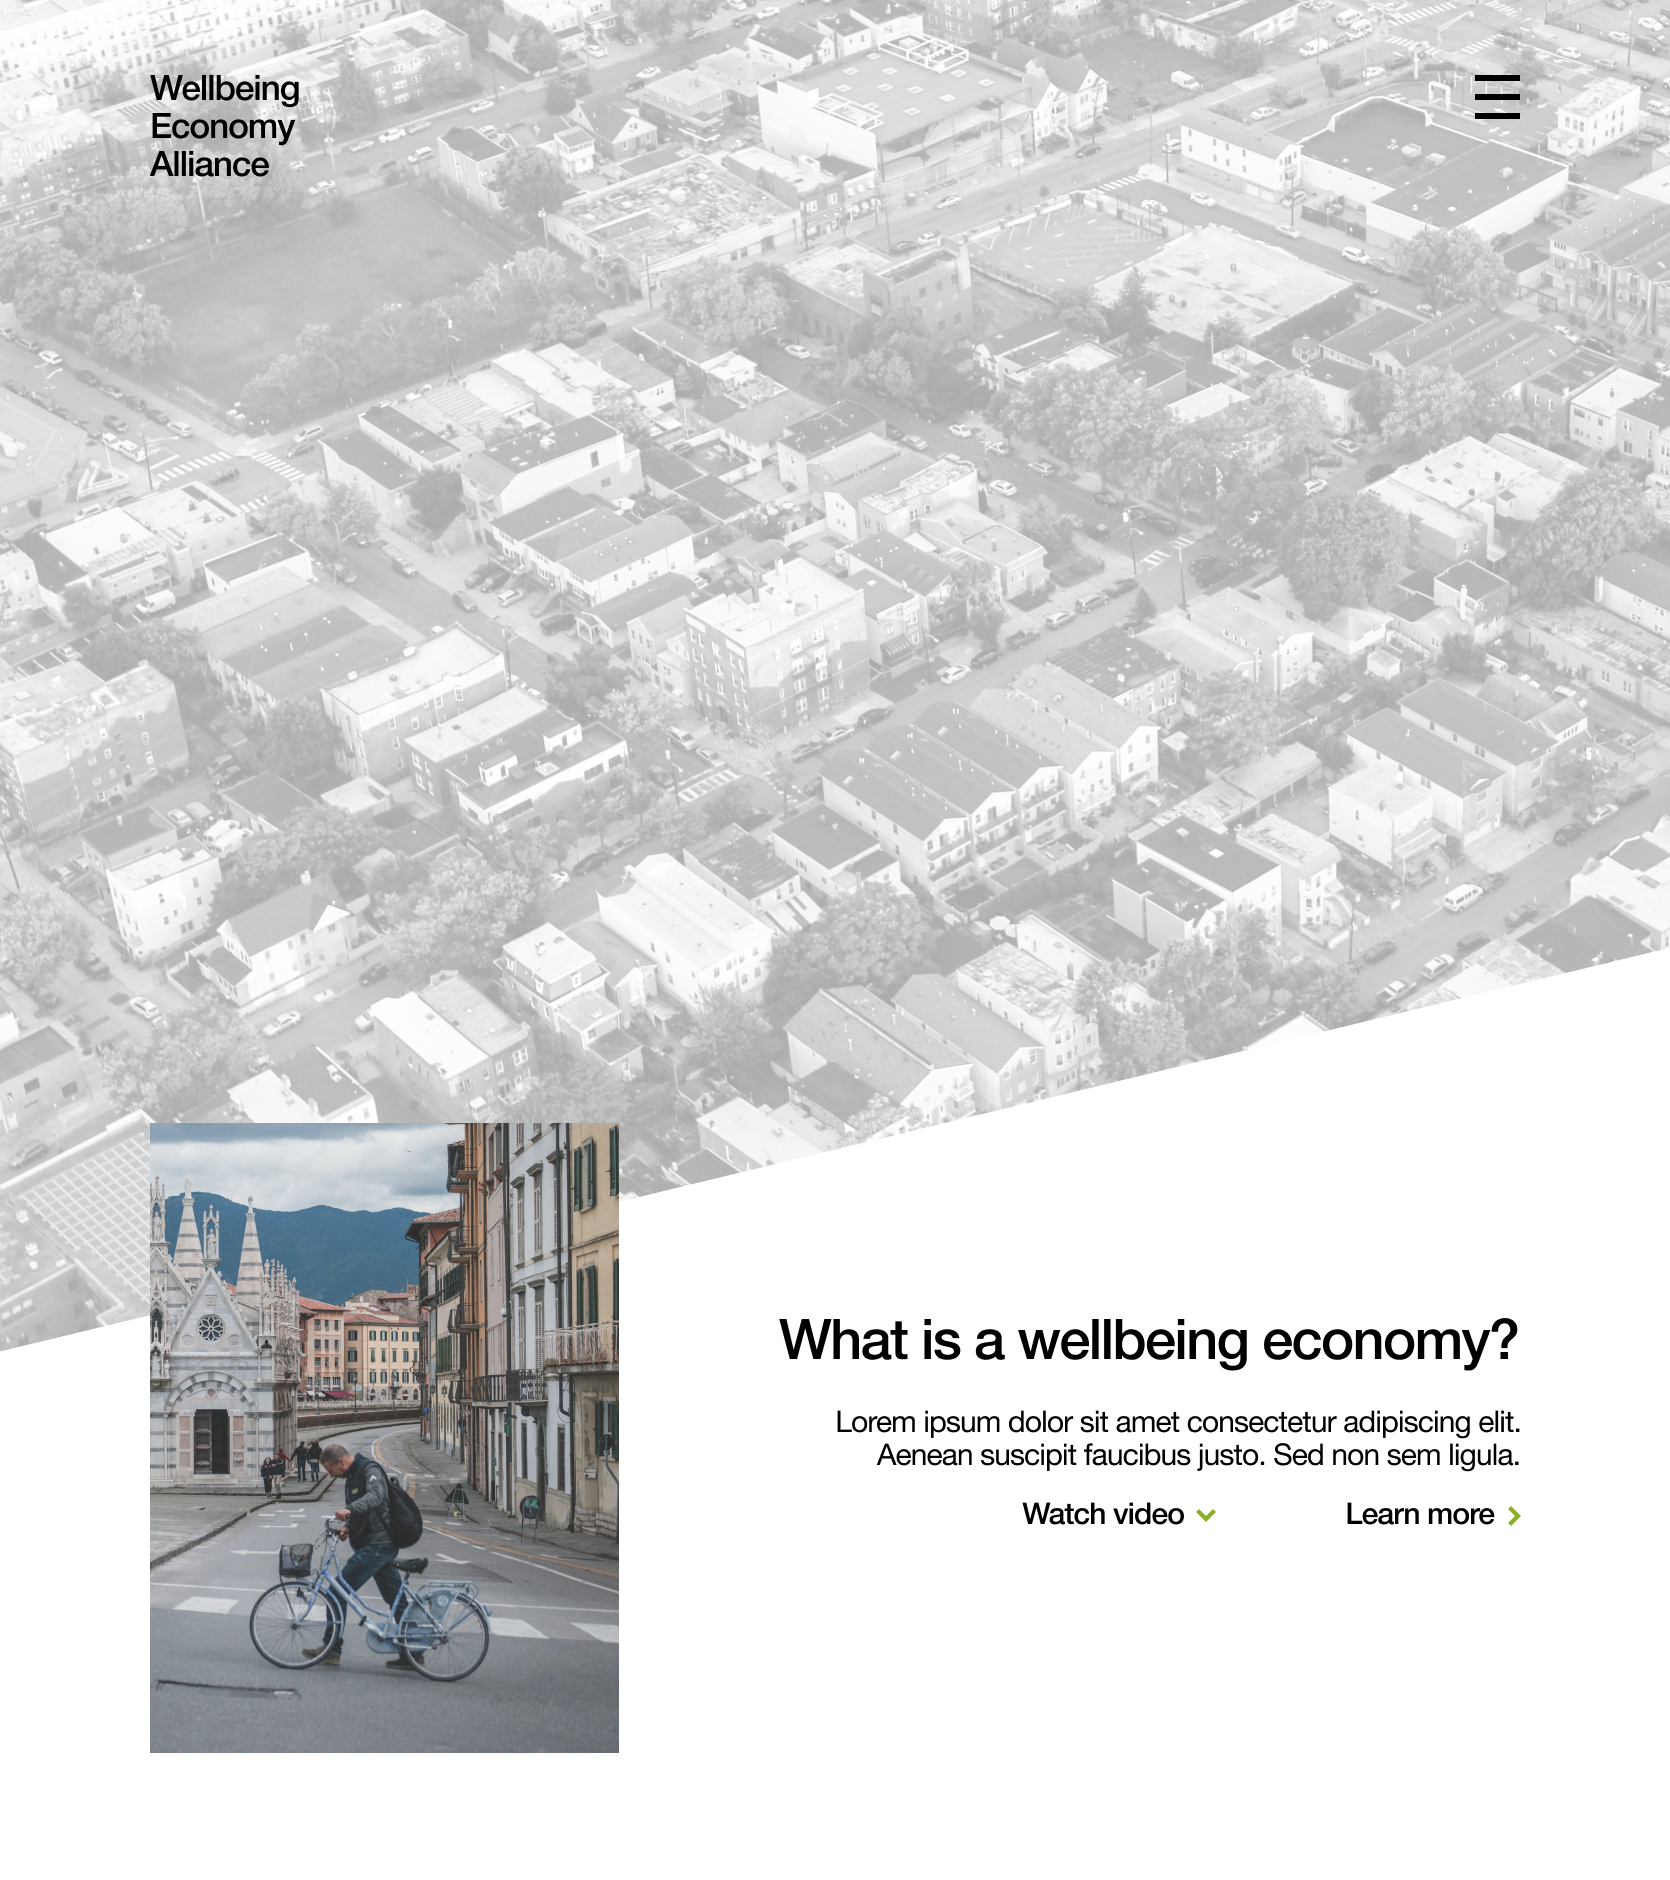 Wellbeing
Economy
Alliance
What is a wellbeing economy?
Lorem ipsum dolor sit amet consectetur adipiscing elit.
Aenean suscipit faucibus justo. Sed non sem ligula.
Watch video
Learn more